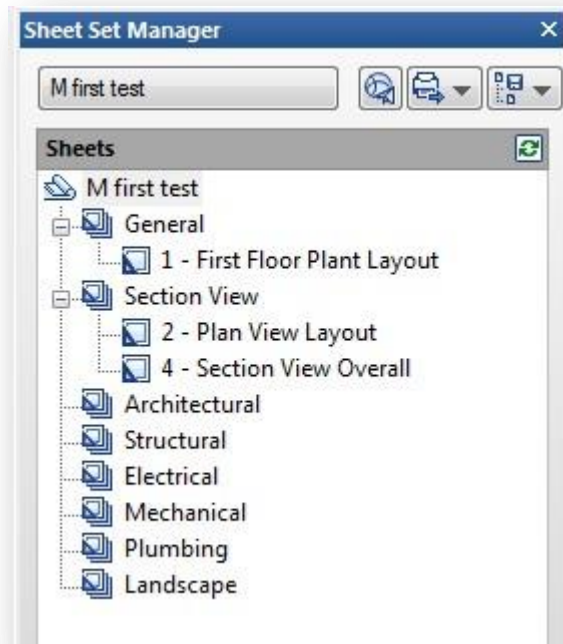 Sheet Set Manager
M first test
Sheets
M first test
General
1 - First Floor Plant Layout
Section View
2 - Plan View Layout
4 - Section View Overall
Architectural
Structural
Electrical
Mechanical
Plumbing
Landscape